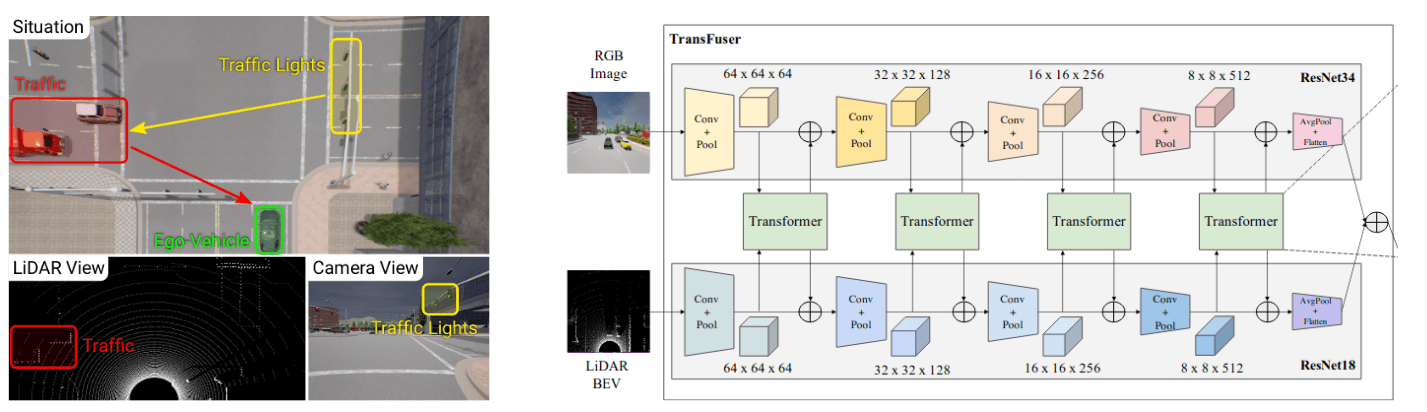 Situation
Traffic Lights
Traffic
Ego-Vehicle
LiDAR View
Traffic
Camera View
Traffic Lights
TransFuser
RGB
Image
64 x 64 x 64
32 x 32 x 128
16 x 16 x 256
8 x 8 x 512
ResNet34
Conv
+
Pool
Conv
+
Pool
Conv
+
Pool
Conv
+
Pool
AvgPool
+
Flatten
Transformer
Transformer
Transformer
Transformer
Conv
+
Pool
Conv
+
Pool
Conv
+
Pool
Conv
+
Pool
AvgPool
+
Flatten
LiDAR
BEV
64 x 64 x 64
32 x 32 x 128
16 x 16 x 256
8 x 8 x 512
ResNet18